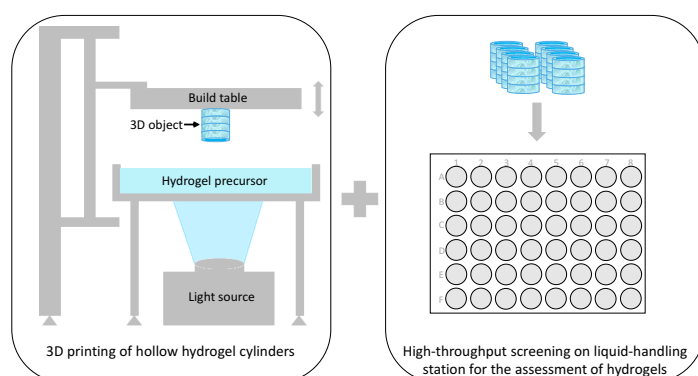 Build table
3D object
Hydrogel precursor
Light source
3D printing of hollow hydrogel cylinders
1 2 3 4 5 6 7 8
A
B
C
D
E
F
High-throughput screening on liquid-handling
station for the assessment of hydrogels